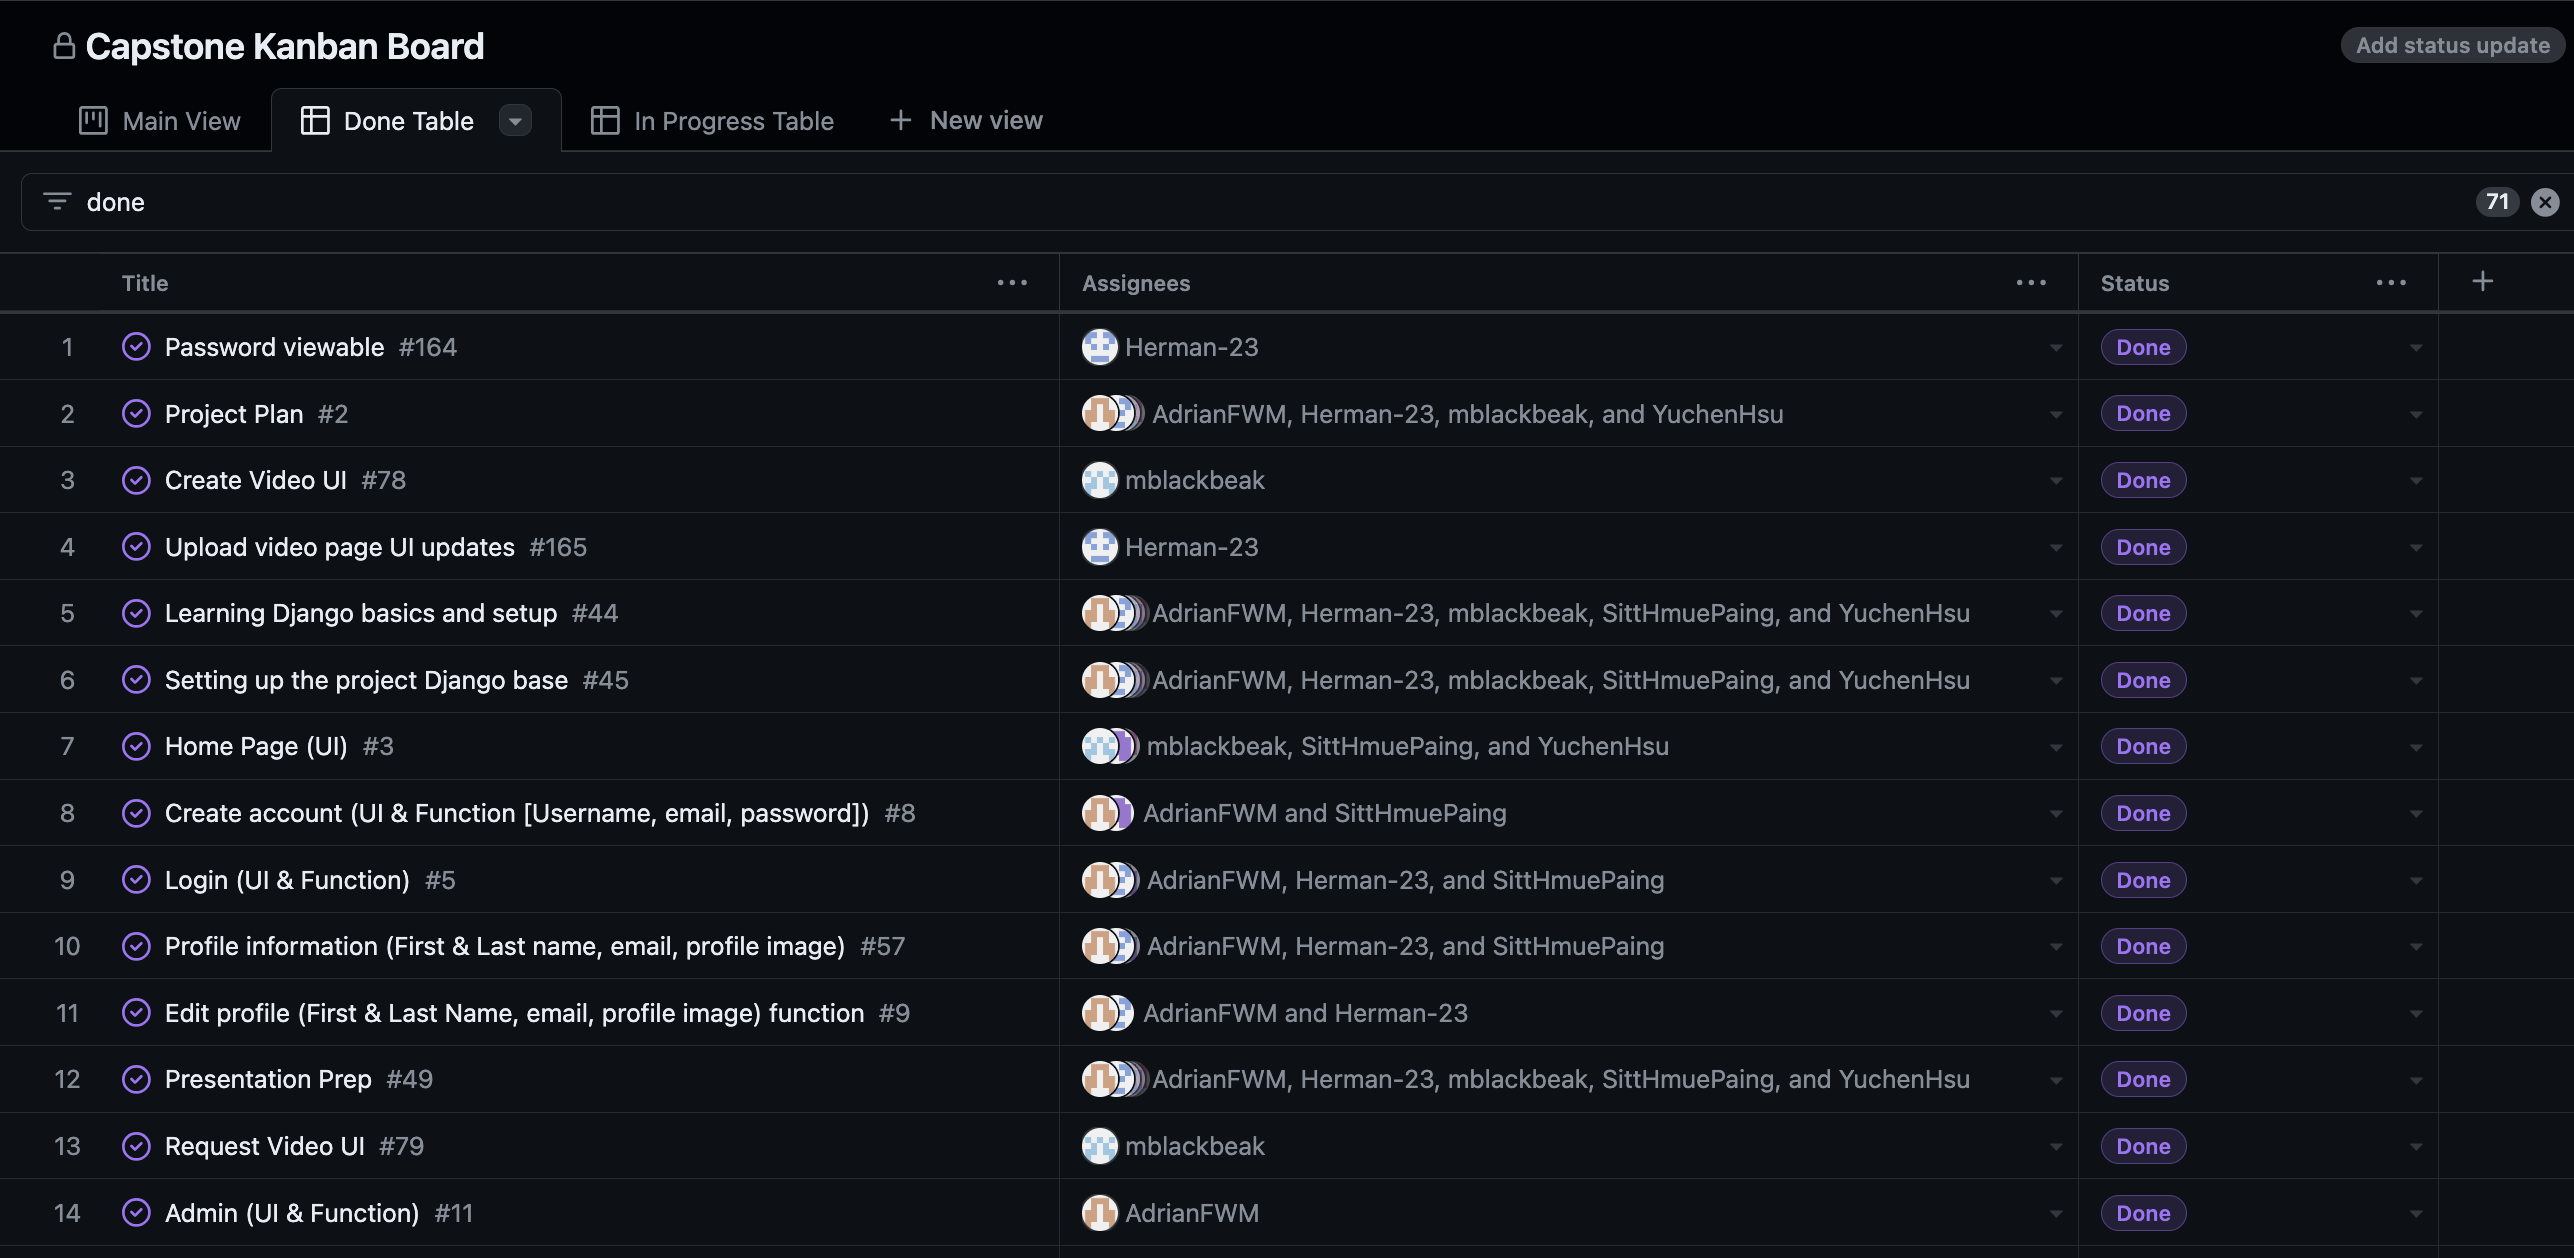 Capstone Kanban Board
Add status update
Main View
Done Table
In Progress Table
New view
done
71
Title
Assignees
Status
1 Password viewable #164 Herman-23 Done
2 Project Plan #2 AdrianFWM, Herman-23, mblackbeak, and YuchenHsu Done
3 Create Video UI #78 mblackbeak Done
4 Upload video page UI updates #165 Herman-23 Done
5 Learning Django basics and setup #44 AdrianFWM, Herman-23, mblackbeak, SittHmuePaing, and YuchenHsu Done
6 Setting up the project Django base #45 AdrianFWM, Herman-23, mblackbeak, SittHmuePaing, and YuchenHsu Done
7 Home Page (UI) #3 mblackbeak, SittHmuePaing, and YuchenHsu Done
8 Create account (UI & Function [Username, email, password]) #8 AdrianFWM and SittHmuePaing Done
9 Login (UI & Function) #5 AdrianFWM, Herman-23, and SittHmuePaing Done
10 Profile information (First & Last name, email, profile image) #57 AdrianFWM, Herman-23, and SittHmuePaing Done
11 Edit profile (First & Last Name, email, profile image) function #9 AdrianFWM and Herman-23 Done
12 Presentation Prep #49 AdrianFWM, Herman-23, mblackbeak, SittHmuePaing, and YuchenHsu Done
13 Request Video UI #79 mblackbeak Done
14 Admin (UI & Function) #11 AdrianFWM Done